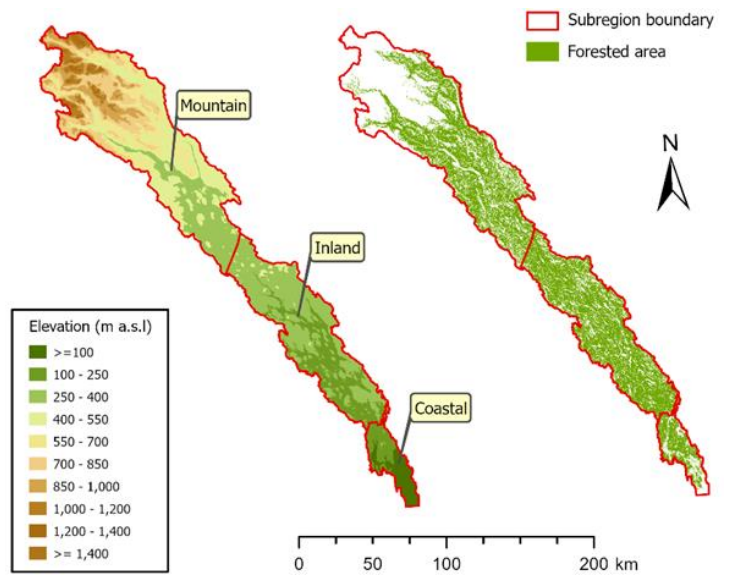 Subregion boundary
Forested area
Mountain
N
Inland
Elevation (m a.s.l)
>=100
100 - 250
250 - 400
400 - 550
550 - 700
700 - 850
850 - 1,000
1,000 - 1,200
1,200 - 1,400
>= 1,400
Coastal
0 50 100 200 km